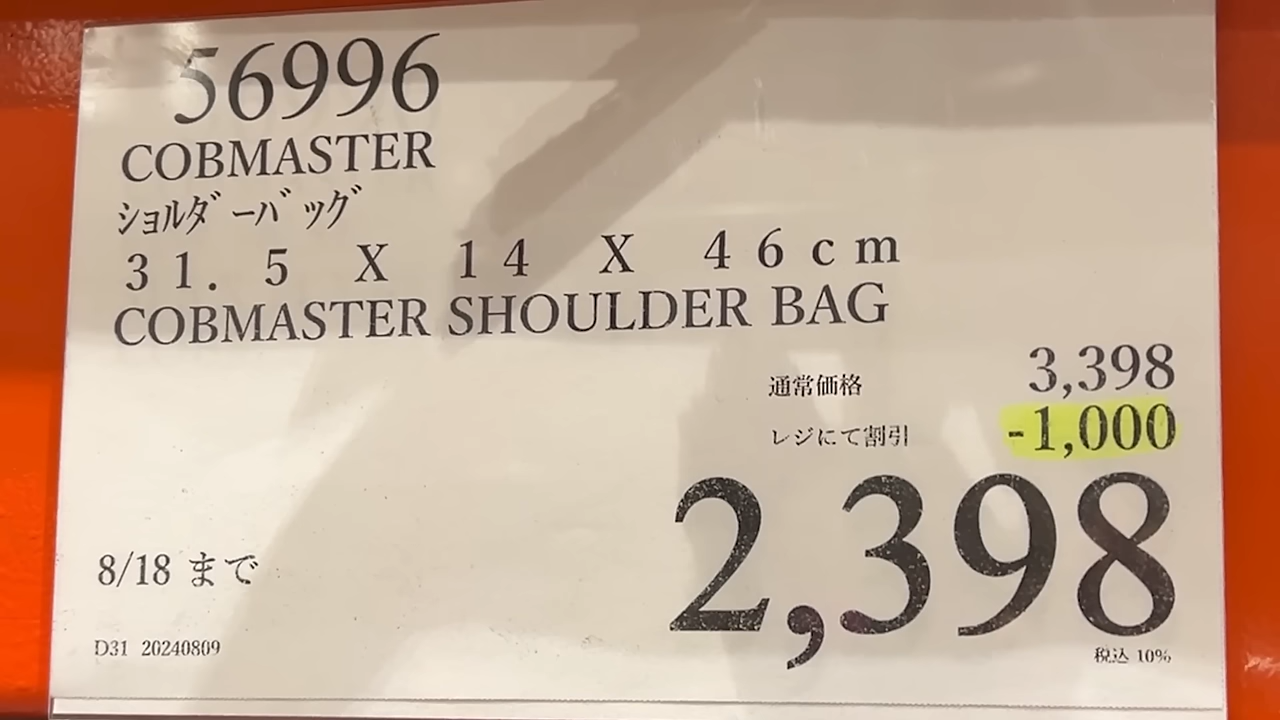 56996
COBMASTER
ショルダーバッグ
31.5 X 14 X 46cm
COBMASTER SHOULDER BAG
通常価格 3,398
レジにて割引 -1,000
2,398
8/18 まで
D31 20240809
税込 10%